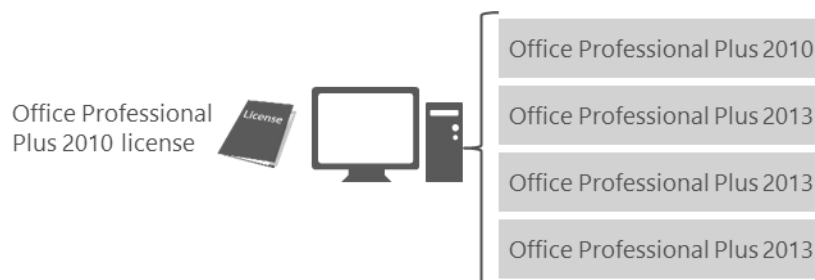 Office Professional
Plus 2010 license
License
Office Professional Plus 2010
Office Professional Plus 2013
Office Professional Plus 2013
Office Professional Plus 2013